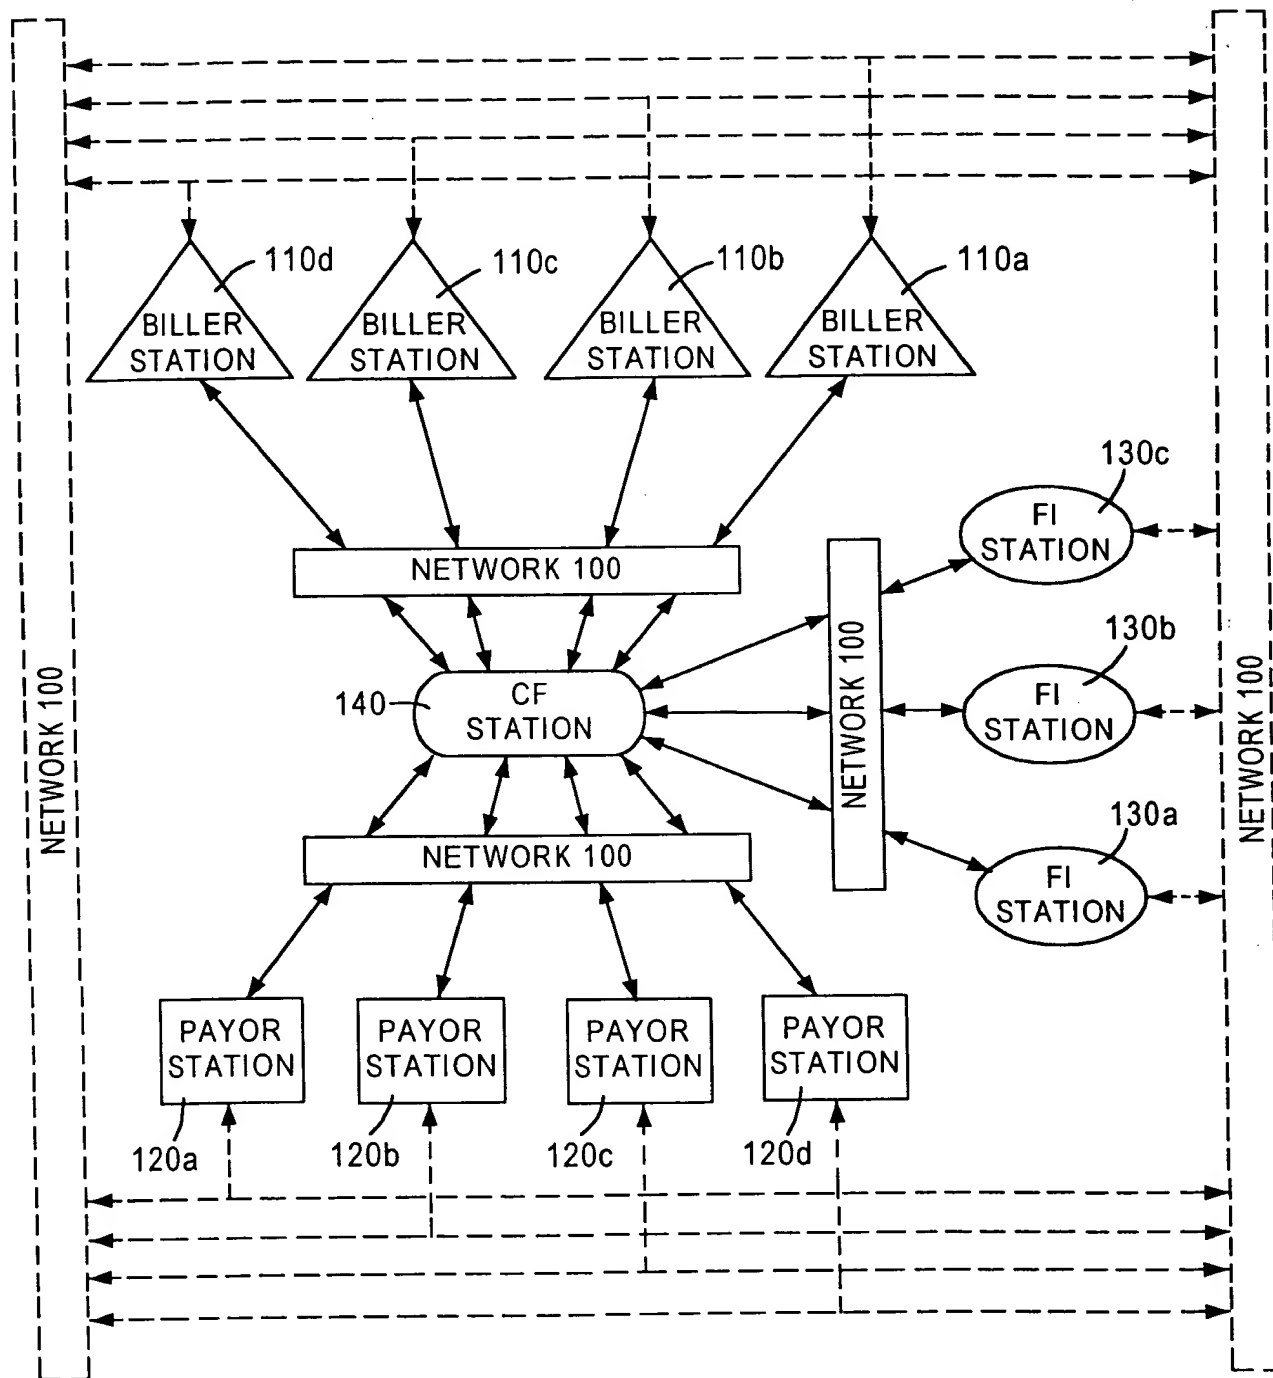 110d
110c
110b
110a
BILLER
STATION
BILLER
STATION
BILLER
STATION
BILLER
STATION
130c
FI
STATION
NETWORK 100
130b
FI
STATION
NETWORK 100
140
CF
STATION
NETWORK 100
NETWORK 100
NETWORK 100
130a
FI
STATION
NETWORK 100
PAYOR
STATION
PAYOR
STATION
PAYOR
STATION
PAYOR
STATION
120a
120b
120c
120d